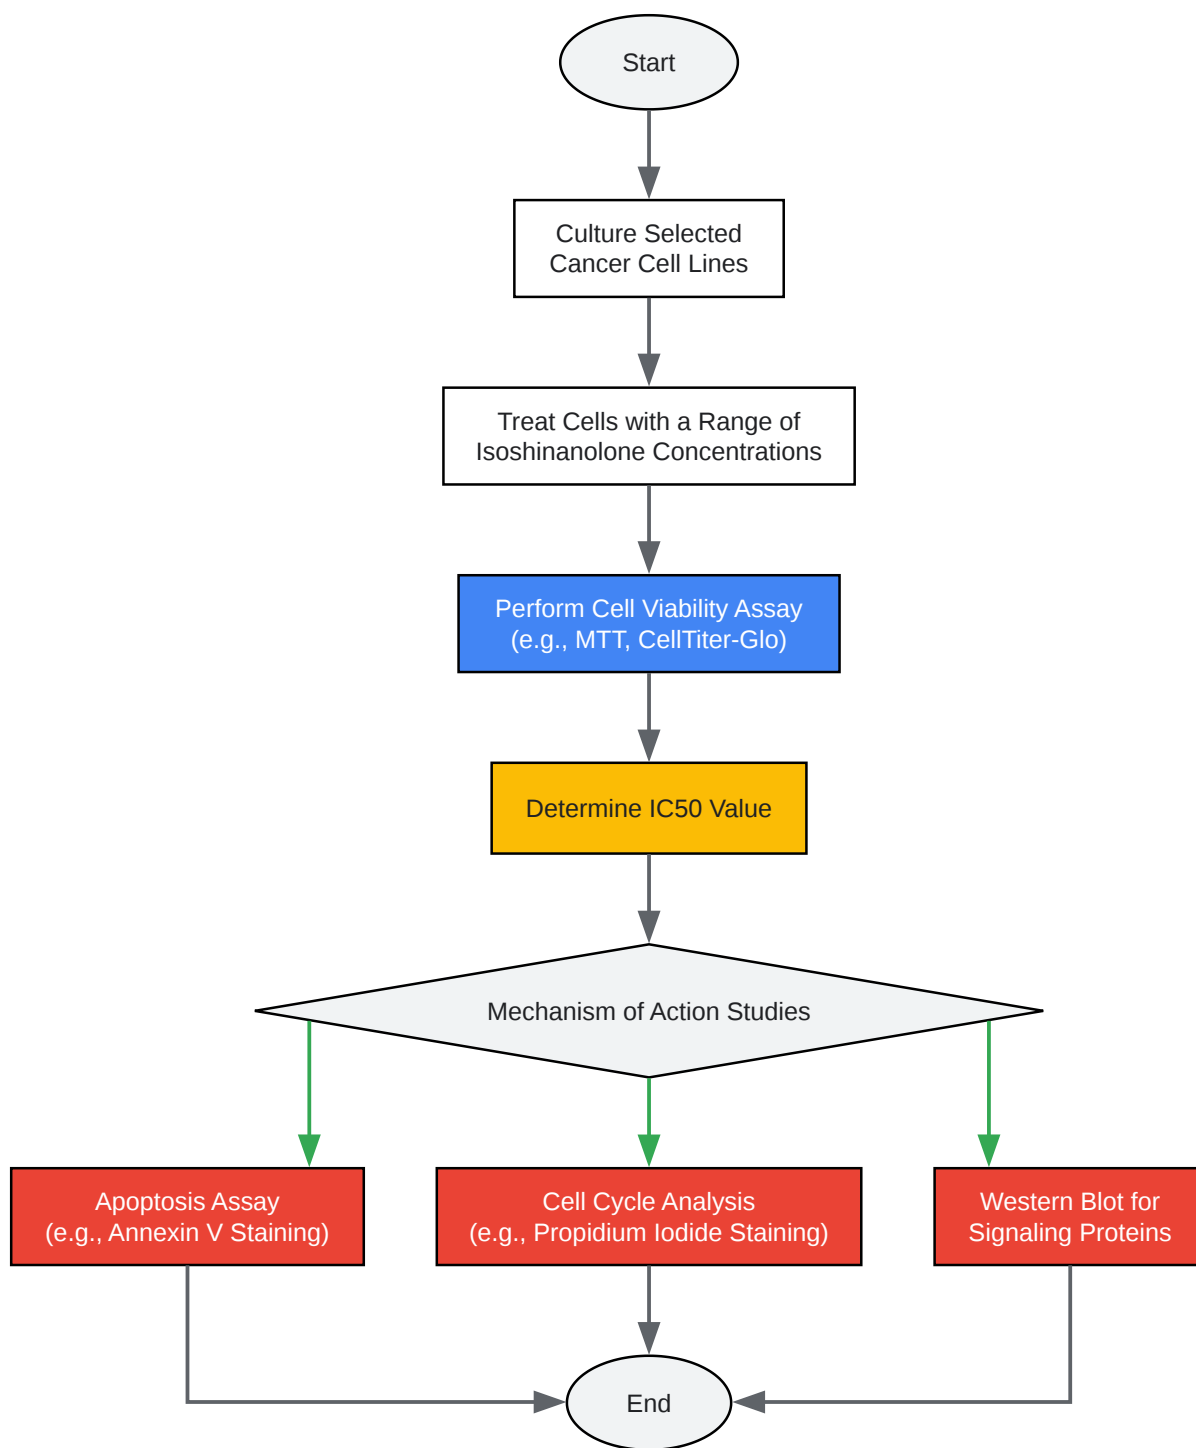 Start
Culture Selected
Cancer Cell Lines
Treat Cells with a Range of
Isoshinanolone Concentrations
Perform Cell Viability Assay
(e.g., MTT, CellTiter-Glo)
Determine IC50 Value
Mechanism of Action Studies
Apoptosis Assay
(e.g., Annexin V Staining)
Cell Cycle Analysis
(e.g., Propidium Iodide Staining)
Western Blot for
Signaling Proteins
End